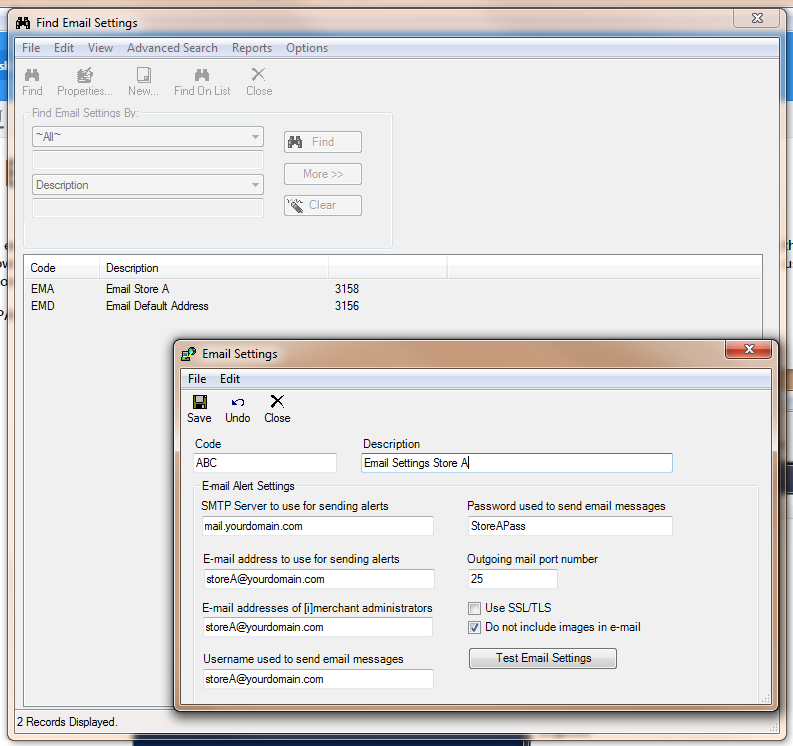 Find Email Settings
File Edit View Advanced Search Reports Options
Find Properties... New... Find On List Close
Find Email Settings By:
~All~
Find
More >>
Description
Clear
Code Description
EMA Email Store A 3158
EMD Email Default Address 3156
Email Settings
File Edit
Save Undo Close
Code Description
ABC Email Settings Store A
E-mail Alert Settings
SMTP Server to use for sending alerts Password used to send email messages
mail.yourdomain.com StoreAPass
E-mail address to use for sending alerts Outgoing mail port number
storeA@yourdomain.com 25
E-mail addresses of [i]merchant administrators Use SSL/TLS
storeA@yourdomain.com Do not include images in e-mail
Username used to send email messages Test Email Settings
storeA@yourdomain.com
2 Records Displayed.